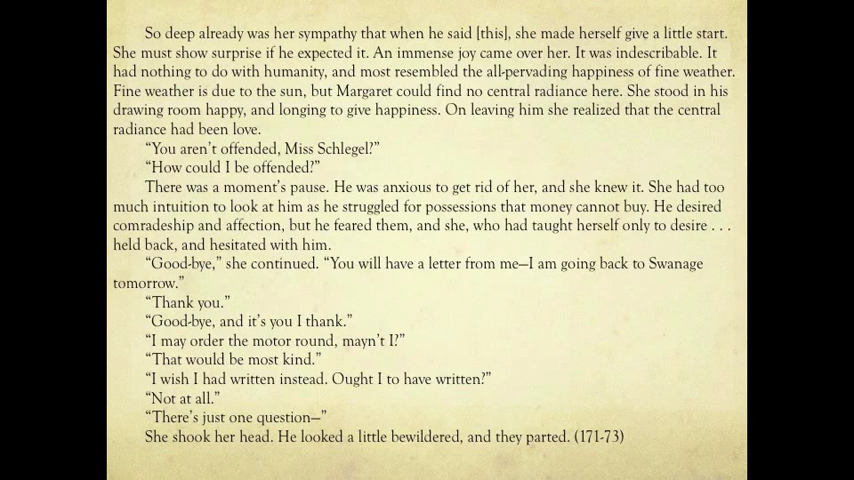 So deep already was her sympathy that when he said [this], she made herself give a little start.
She must show surprise if he expected it. An immense joy came over her. It was indescribable. It
had nothing to do with humanity, and most resembled the all-pervading happiness of fine weather.
Fine weather is due to the sun, but Margaret could find no central radiance here. She stood in his
drawing room happy, and longing to give happiness. On leaving him she realized that the central
radiance had been love.
“You aren’t offended, Miss Schlegel?”
“How could I be offended?”
There was a moment’s pause. He was anxious to get rid of her, and she knew it. She had too
much intuition to look at him as he struggled for possessions that money cannot buy. He desired
comradeship and affection, but he feared them, and she, who had taught herself only to desire . . .
held back, and hesitated with him.
“Good-bye,” she continued. “You will have a letter from me—I am going back to Swanage
tomorrow.”
“Thank you.”
“Good-bye, and it’s you I thank.”
“I may order the motor round, mayn’t I?”
“That would be most kind.”
“I wish I had written instead. Ought I to have written?”
“Not at all.”
“There’s just one question—”
She shook her head. He looked a little bewildered, and they parted. (171-73)